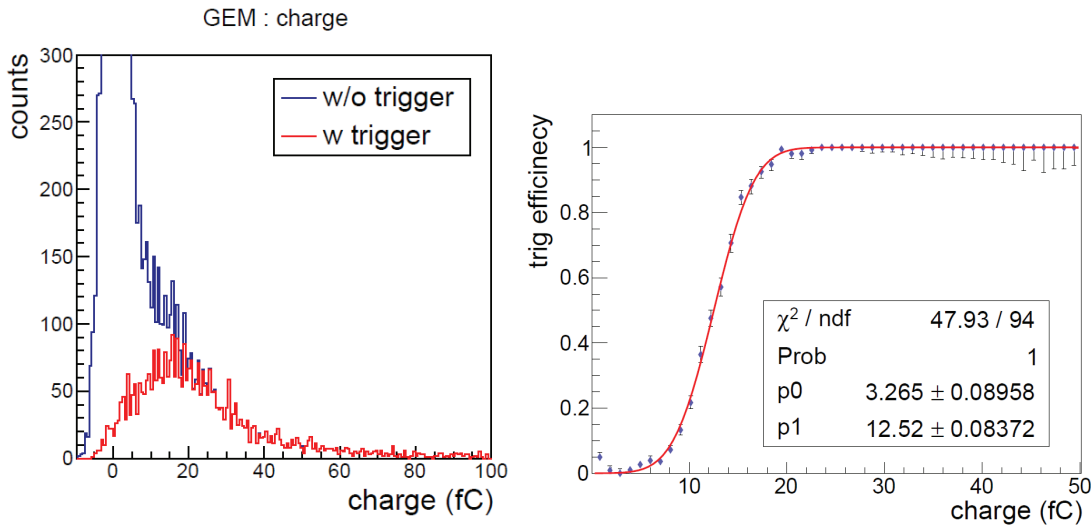 GEM : charge
counts
300
250
200
150
100
50
0
w/o trigger
w trigger
0 20 40 60 80 100
charge (fC)
trig efficinecy
1
0.8
0.6
0.4
0.2
0
χ² / ndf 47.93 / 94
Prob 1
p0 3.265 ± 0.08958
p1 12.52 ± 0.08372
10 20 30 40 50
charge (fC)